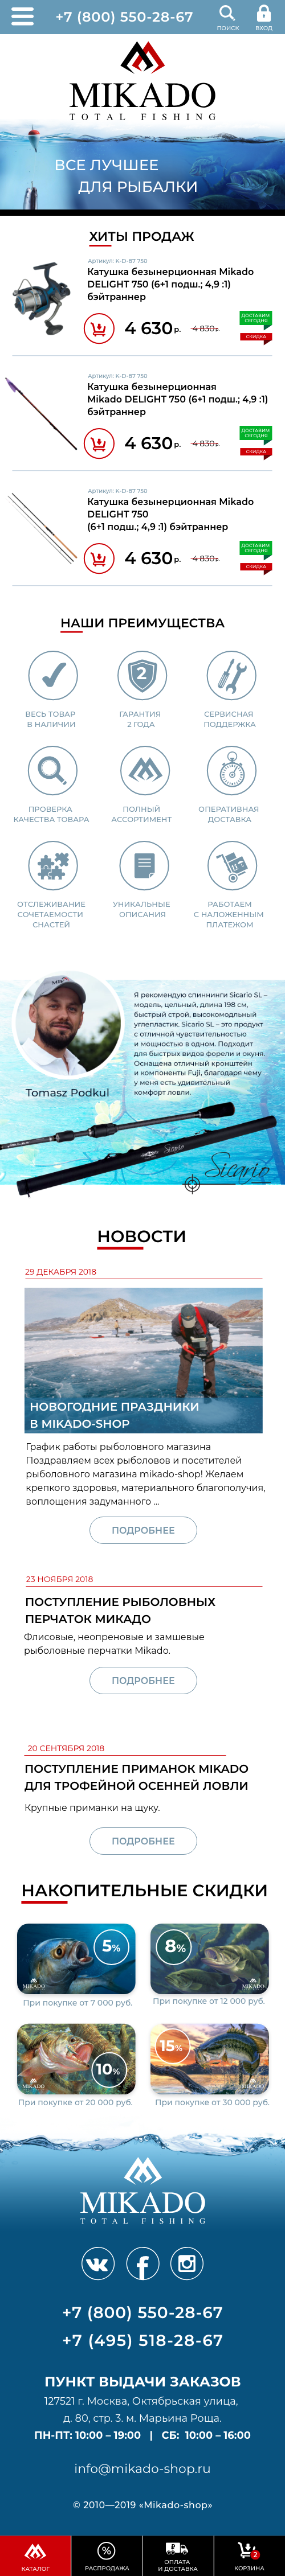 +7 (800) 550-28-67
ПОИСК
ВХОД
MIKADO
TOTAL FISHING
ВСЕ ЛУЧШЕЕ
ДЛЯ РЫБАЛКИ
ХИТЫ ПРОДАЖ
Артикул: K-D-87 750
Катушка безынерционная Mikado
DELIGHT 750 (6+1 подш.; 4,9 :1)
бэйтраннер
4 630 р. 4 830
ДОСТАВИМ
СЕГОДНЯ
СКИДКА
Артикул: K-D-87 750
Катушка безынерционная
Mikado DELIGHT 750 (6+1 подш.; 4,9 :1)
бэйтраннер
4 630 р. 4 830
ДОСТАВИМ
СЕГОДНЯ
СКИДКА
Артикул: K-D-87 750
Катушка безынерционная Mikado
DELIGHT 750
(6+1 подш.; 4,9 :1) бэйтраннер
4 630 р. 4 830
ДОСТАВИМ
СЕГОДНЯ
СКИДКА
НАШИ ПРЕИМУЩЕСТВА
2
ВЕСЬ ТОВАР
В НАЛИЧИИ
ГАРАНТИЯ
2 ГОДА
СЕРВИСНАЯ
ПОДДЕРЖКА
ПРОВЕРКА
КАЧЕСТВА ТОВАРА
ПОЛНЫЙ
АССОРТИМЕНТ
ОПЕРАТИВНАЯ
ДОСТАВКА
ОТСЛЕЖИВАНИЕ
СОЧЕТАЕМОСТИ
СНАСТЕЙ
УНИКАЛЬНЫЕ
ОПИСАНИЯ
РАБОТАЕМ
С НАЛОЖЕННЫМ
ПЛАТЕЖОМ
Я рекомендую спиннинги Sicario SL –
модель, цельный, длина 198 см,
быстрый строй, высокомодльный
углепластик. Sicario SL – это продукт
с отличной чувствительностью
и мощностью в одном. Подходит
для быстрых видов форели и окуня.
Оснащена отличная кронштейн
и компоненты Fuji, благодаря чему
у меня есть удивительный
комфорт ловли.
Tomasz Podkul
Sicario
Sicario
НОВОСТИ
29 ДЕКАБРЯ 2018
НОВОГОДНИЕ ПРАЗДНИКИ
В MIKADO-SHOP
График работы рыболовного магазина
Поздравляем всех рыболовов и посетителей
рыболовного магазина mikado-shop! Желаем
крепкого здоровья, материального благополучия,
воплощения задуманного ...
ПОДРОБНЕЕ
23 НОЯБРЯ 2018
ПОСТУПЛЕНИЕ РЫБОЛОВНЫХ
ПЕРЧАТОК МИКАДО
Флисовые, неопреновые и замшевые
рыболовные перчатки Mikado.
ПОДРОБНЕЕ
20 СЕНТЯБРЯ 2018
ПОСТУПЛЕНИЕ ПРИМАНОК MIKADO
ДЛЯ ТРОФЕЙНОЙ ОСЕННЕЙ ЛОВЛИ
Крупные приманки на щуку.
ПОДРОБНЕЕ
НАКОПИТЕЛЬНЫЕ СКИДКИ
5%
MIKADO
При покупке от 7 000 руб.
8%
MIKADO
При покупке от 12 000 руб.
10%
MIKADO
При покупке от 20 000 руб.
15%
MIKADO
При покупке от 30 000 руб.
MIKADO
TOTAL FISHING
+7 (800) 550-28-67
+7 (495) 518-28-67
ПУНКТ ВЫДАЧИ ЗАКАЗОВ
127521 г. Москва, Октябрьская улица,
д. 80, стр. 3. м. Марьина Роща.
ПН-ПТ: 10:00 – 19:00 | СБ: 10:00 – 16:00
info@mikado-shop.ru
© 2010—2019 «Mikado-shop»
КАТАЛОГ
%
РАСПРОДАЖА
ОПЛАТА
И ДОСТАВКА
2
КОРЗИНА